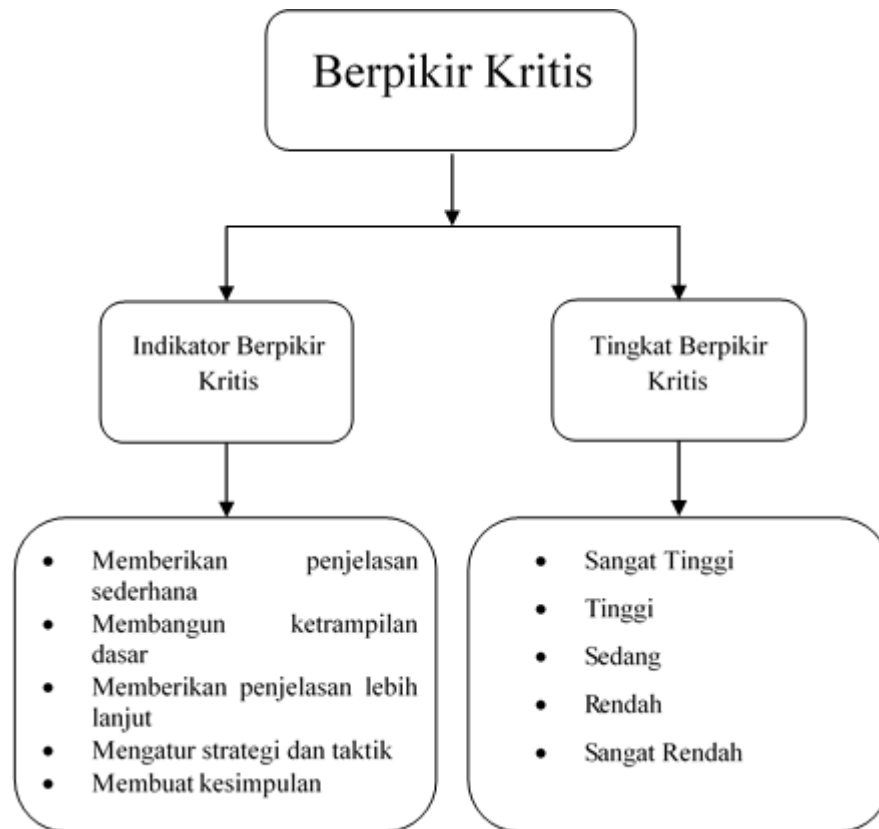 Berpikir Kritis
Indikator Berpikir
Kritis
Tingkat Berpikir
Kritis
• Memberikan penjelasan
sederhana
• Membangun ketrampilan
dasar
• Memberikan penjelasan lebih
lanjut
• Mengatur strategi dan taktik
• Membuat kesimpulan
• Sangat Tinggi
• Tinggi
• Sedang
• Rendah
• Sangat Rendah